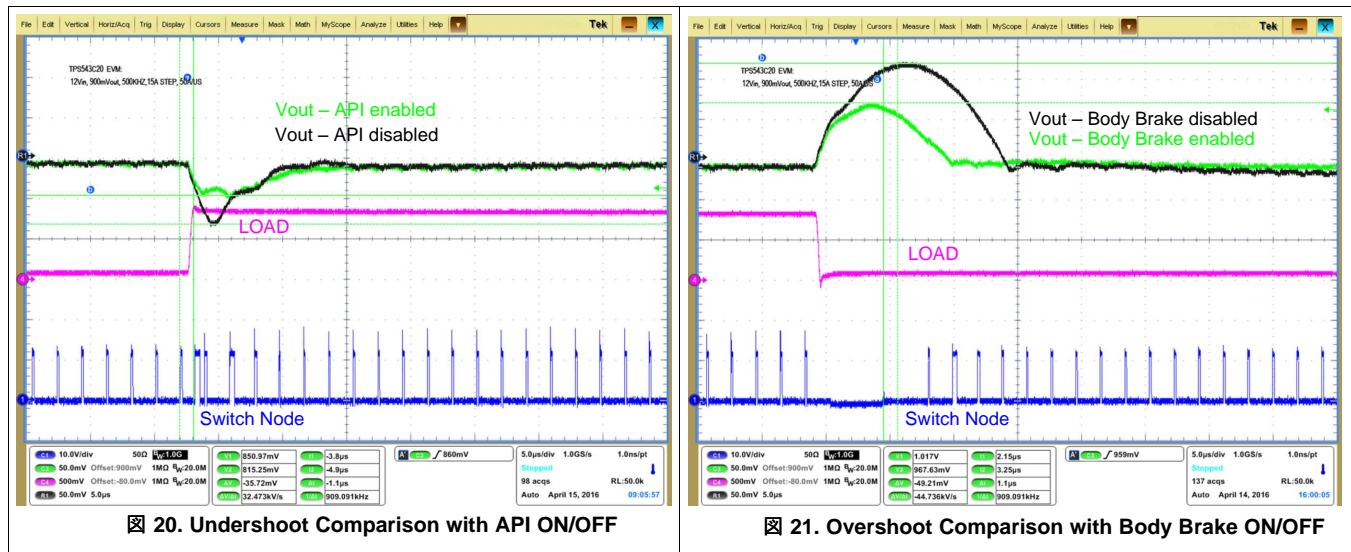 File Edit Vertical Horiz/Acq Trig Display Cursors Measure Mask Math MyScope Analyze Utilities Help Tek X
TPS543C20 EVM:
12Vin, 900mVout, 500KHZ,15A STEP, 50A/US
a
Vout – API enabled
Vout – API disabled
R1
b
LOAD
4
1
Switch Node
C1 10.0V/div 50Ω BW:1.0G
C3 50.0mV Offset:900mV 1MΩ BW:20.0M
C4 500mV Offset:-80.0mV 1MΩ BW:20.0M
R1 50.0mV 5.0µs
V1 850.97mV
V2 815.25mV
ΔV -35.72mV
ΔV/Δt 32.473kV/s
t1 -3.8µs
t2 -4.9µs
Δt -1.1µs
1/Δt 909.091kHz
A' C3 860mV
5.0µs/div 1.0GS/s 1.0ns/pt
Stopped
98 acqs RL:50.0k
Auto April 15, 2016 09:05:57
図 20. Undershoot Comparison with API ON/OFF
File Edit Vertical Horiz/Acq Trig Display Cursors Measure Mask Math MyScope Analyze Utilities Help Tek X
b
TPS543C20 EVM:
12Vin, 900mVout, 500KHZ,15A STEP, 50A/US
a
Vout – Body Brake disabled
Vout – Body Brake enabled
R1
LOAD
4
1
Switch Node
C1 10.0V/div 50Ω BW:1.0G
C3 50.0mV Offset:900mV 1MΩ BW:20.0M
C4 500mV Offset:-80.0mV 1MΩ BW:20.0M
R1 50.0mV 5.0µs
V1 1.017V
V2 967.63mV
ΔV -49.21mV
ΔV/Δt -44.736kV/s
t1 2.15µs
t2 3.25µs
Δt 1.1µs
1/Δt 909.091kHz
A' C3 959mV
5.0µs/div 1.0GS/s 1.0ns/pt
Stopped
137 acqs RL:50.0k
Auto April 14, 2016 16:00:05
図 21. Overshoot Comparison with Body Brake ON/OFF